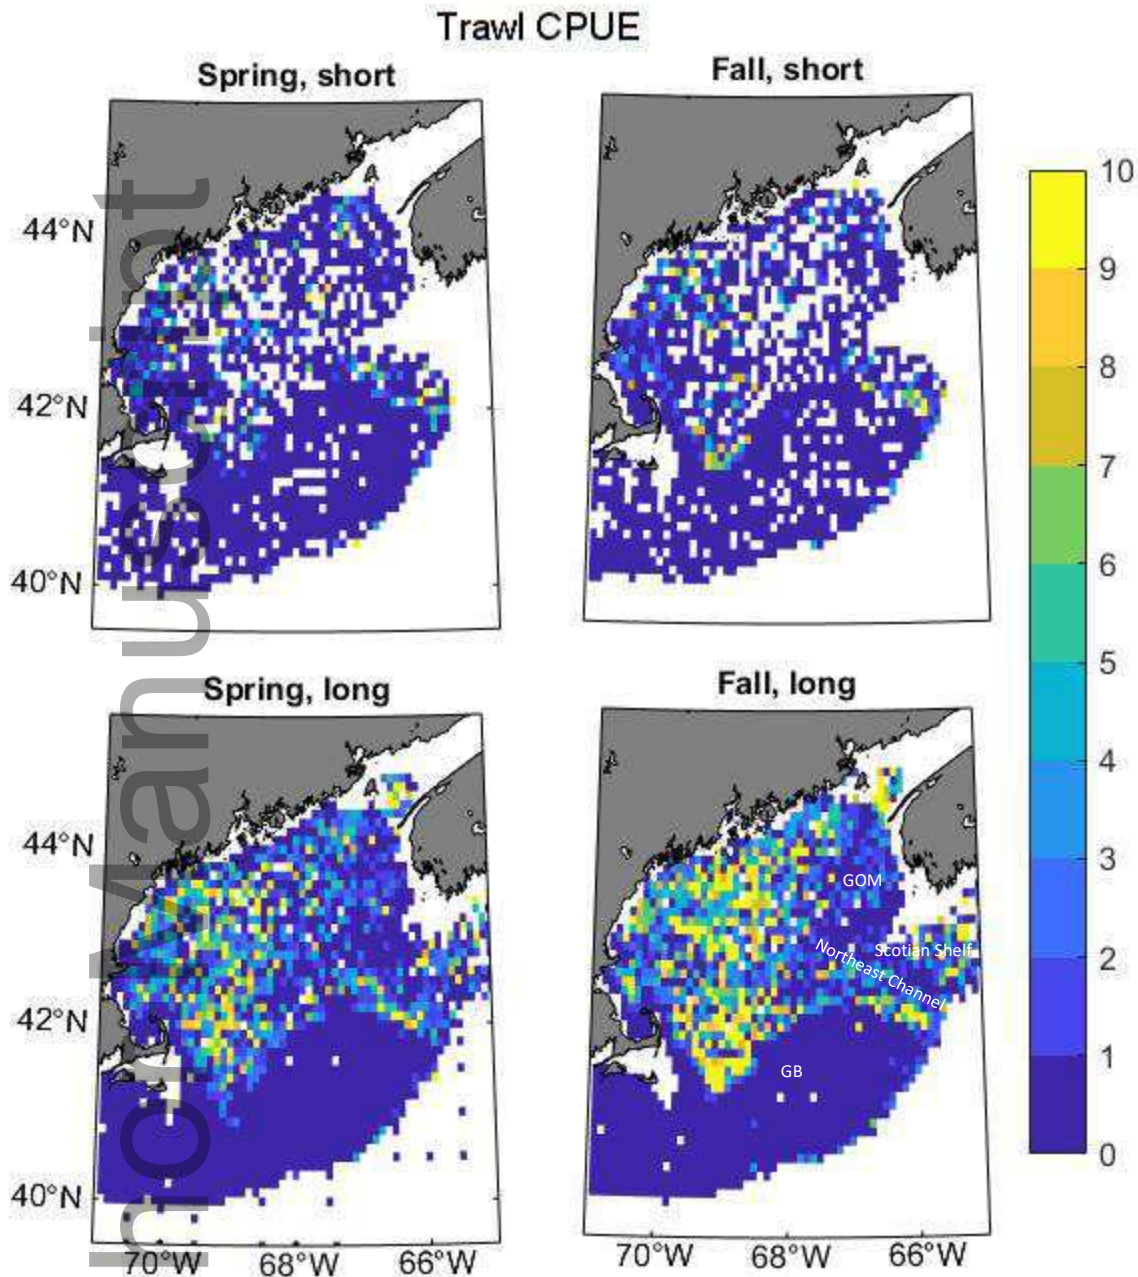 Trawl CPUE
Spring, short
Fall, short
44°N
42°N
40°N
10
9
8
7
6
5
4
3
2
1
0
Spring, long
Fall, long
44°N
42°N
40°N
GOM
Scotian Shelf
Northeast Channel
GB
70°W
68°W
66°W
70°W
68°W
66°W
Manuscript